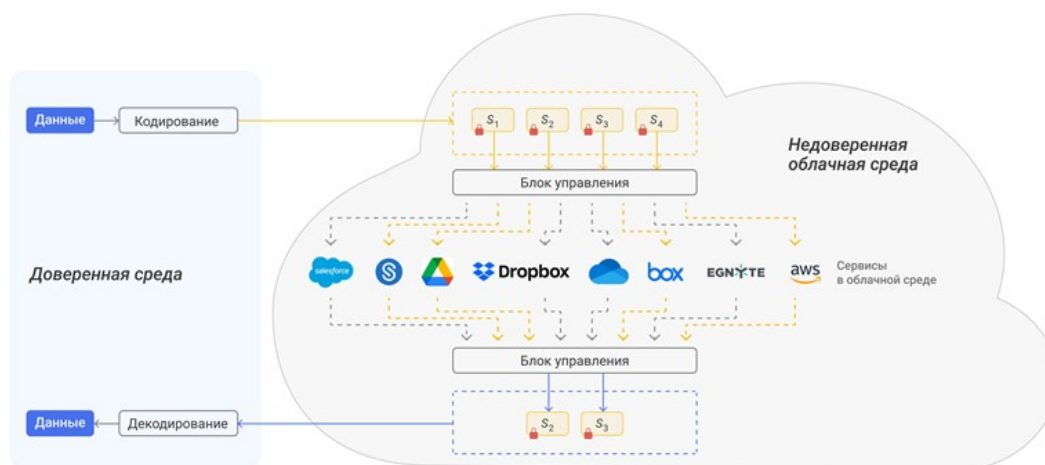 Данные
Кодирование
S1
S2
S3
S4
Недоверенная
облачная среда
Блок управления
Доверенная среда
salesforce
S
Dropbox
box
EGNYTE
aws
Сервисы
в облачной среде
Блок управления
Данные
Декодирование
S2
S3